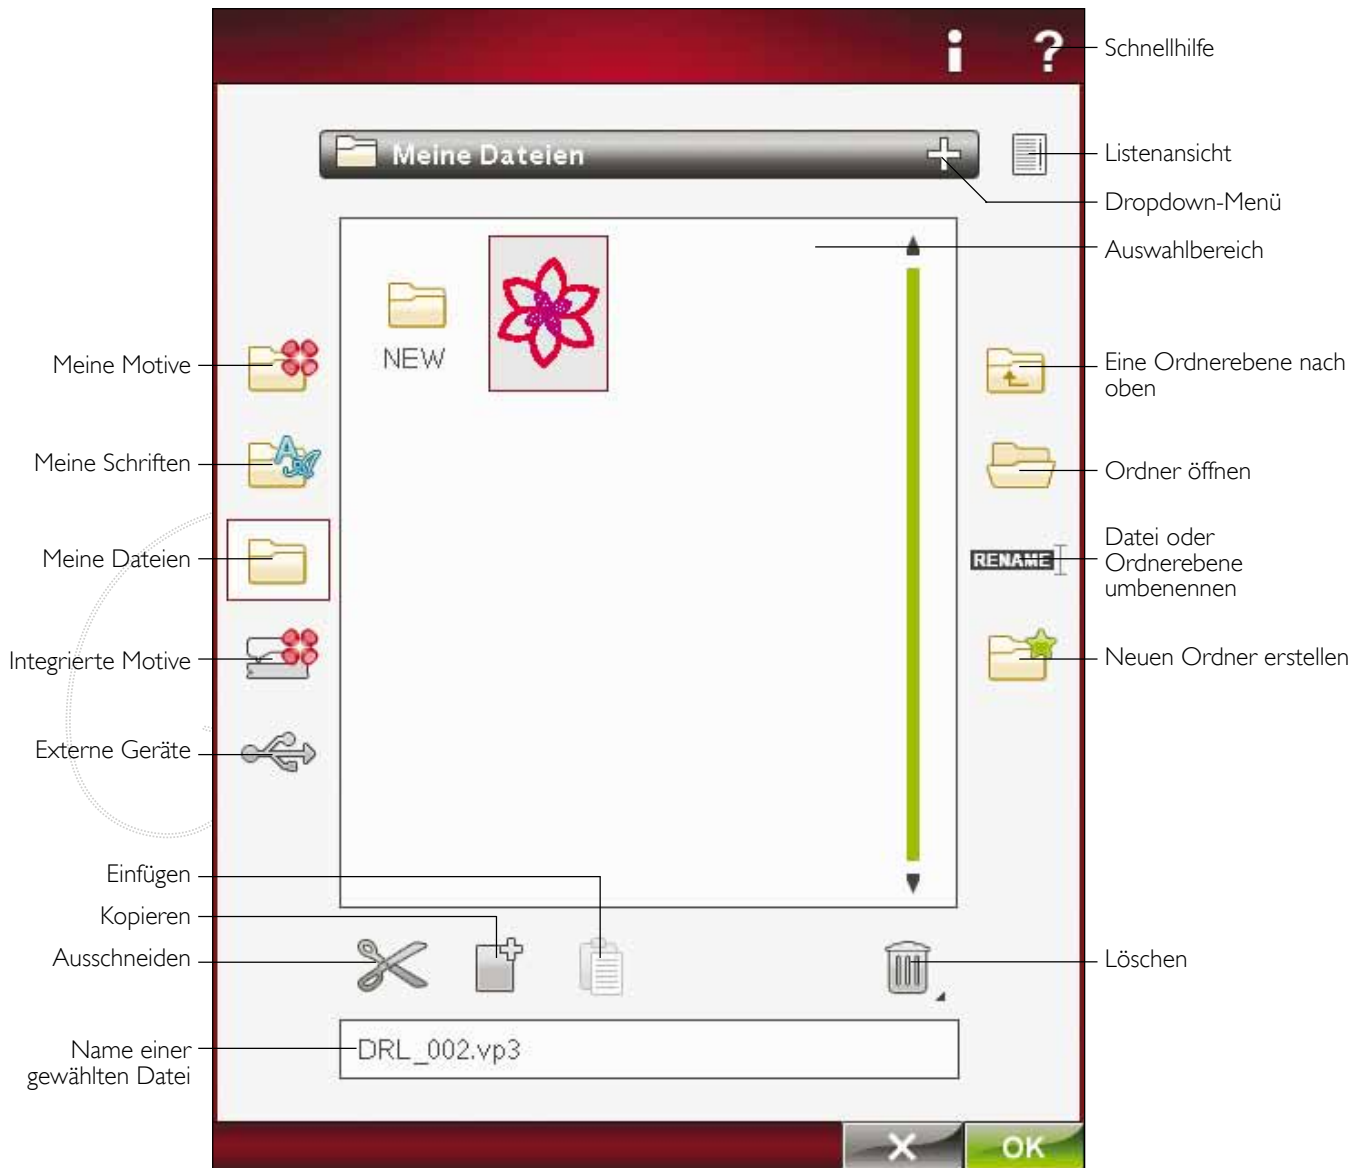 i ?
Schnellhilfe
Meine Dateien
Listenansicht
Dropdown-Menü
Auswahlbereich
NEW
Meine Motive
Eine Ordnerebene nach
oben
Meine Schriften
Ordner öffnen
Meine Dateien
RENAME
Datei oder
Ordnerebene
umbenennen
Integrierte Motive
Neuen Ordner erstellen
Externe Geräte
Einfügen
Kopieren
Ausschneiden
Löschen
Name einer
gewählten Datei
DRL_002.vp3
OK